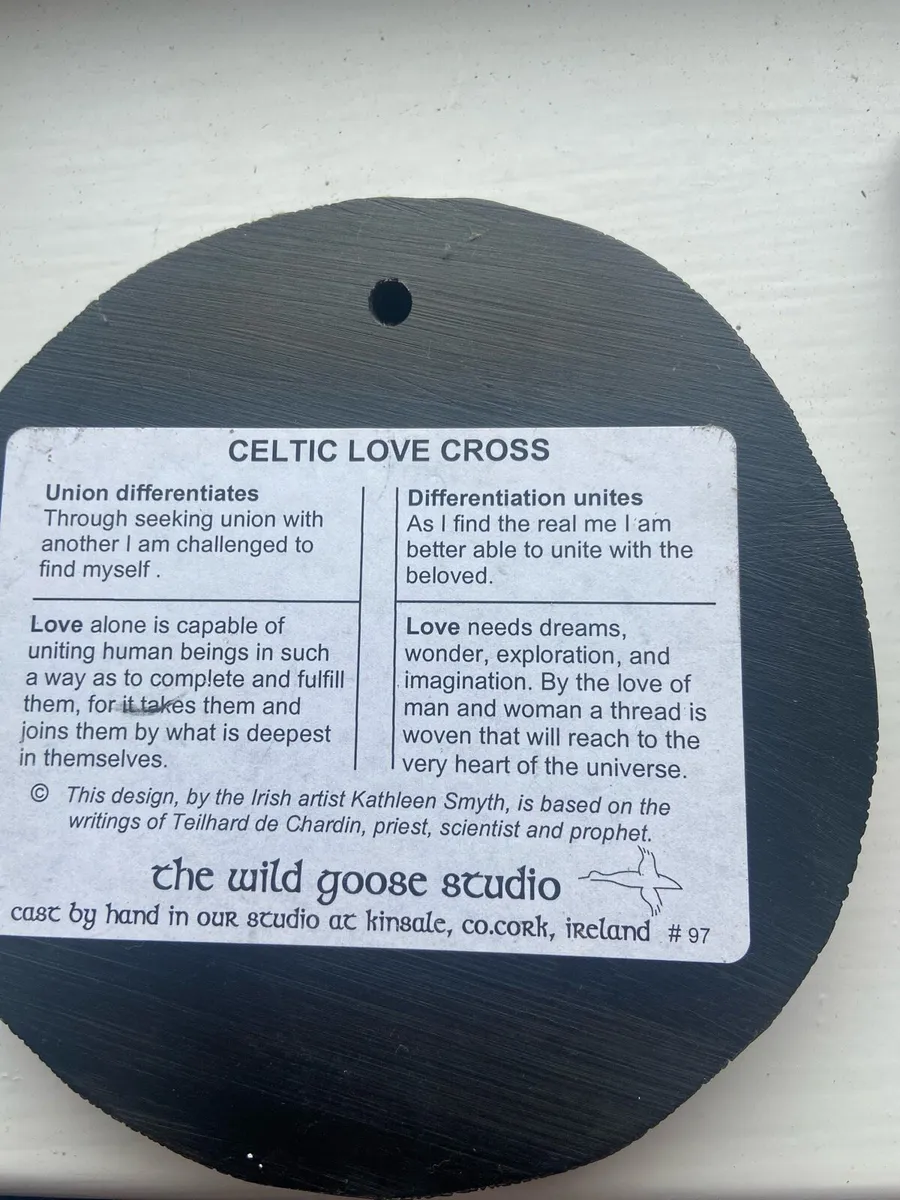 CELTIC LOVE CROSS
Union differentiates
Through seeking union with
another I am challenged to
find myself .
Differentiation unites
As I find the real me I am
better able to unite with the
beloved.
Love alone is capable of
uniting human beings in such
a way as to complete and fulfill
them, for it takes them and
joins them by what is deepest
in themselves.
Love needs dreams,
wonder, exploration, and
imagination. By the love of
man and woman a thread is
woven that will reach to the
very heart of the universe.
© This design, by the Irish artist Kathleen Smyth, is based on the
writings of Teilhard de Chardin, priest, scientist and prophet.
the wild goose studio
cast by hand in our studio at kinsale, co.cork, ireland # 97